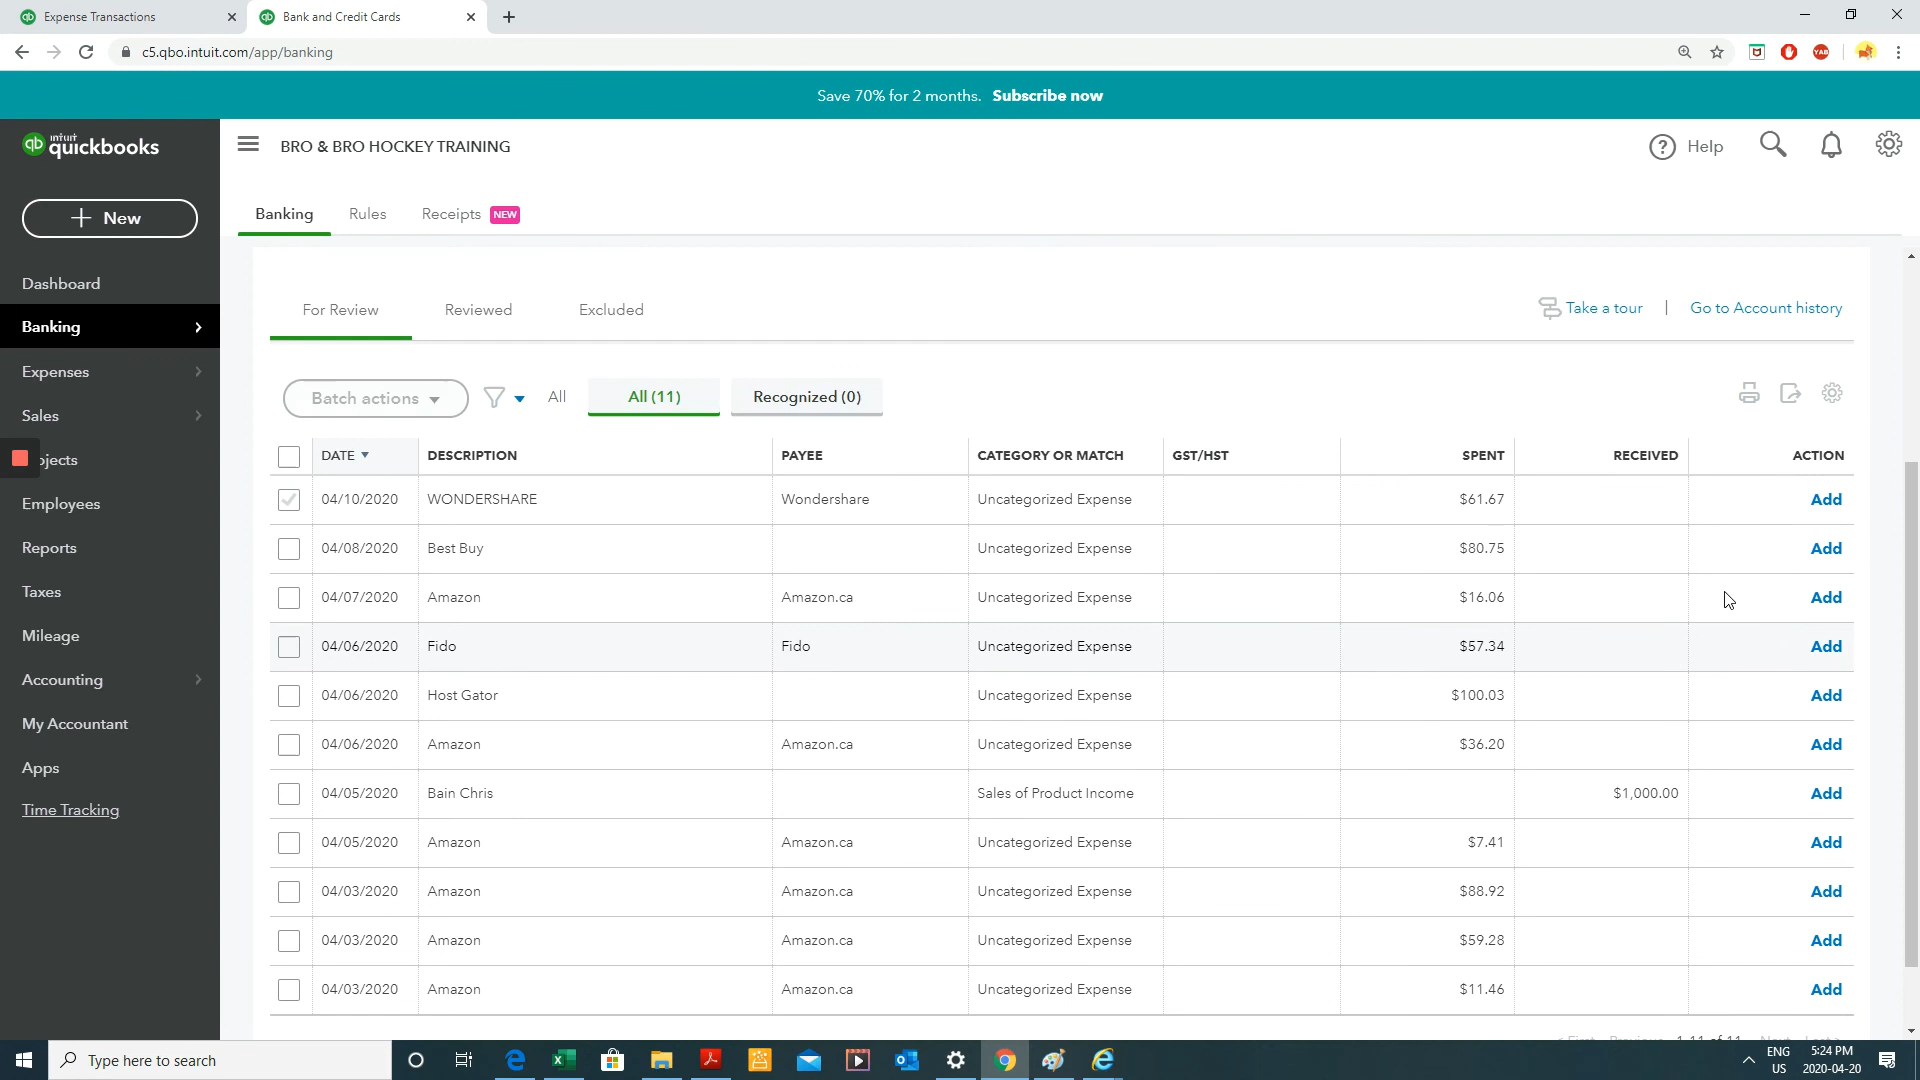 Expense Transactions
Bank and Credit Cards
c5.qbo.intuit.com/app/banking
YAB
Save 70% for 2 months. Subscribe now
qb intuit quickbooks
BRO & BRO HOCKEY TRAINING
? Help
+ New
Banking Rules Receipts NEW
Dashboard
Banking
Expenses
Sales
ojects
Employees
Reports
Taxes
Mileage
Accounting
My Accountant
Apps
Time Tracking
For Review Reviewed Excluded
Take a tour | Go to Account history
Batch actions All All (11) Recognized (0)
DATE DESCRIPTION PAYEE CATEGORY OR MATCH GST/HST SPENT RECEIVED ACTION
04/10/2020 WONDERSHARE Wondershare Uncategorized Expense $61.67 Add
04/08/2020 Best Buy Uncategorized Expense $80.75 Add
04/07/2020 Amazon Amazon.ca Uncategorized Expense $16.06 Add
04/06/2020 Fido Fido Uncategorized Expense $57.34 Add
04/06/2020 Host Gator Uncategorized Expense $100.03 Add
04/06/2020 Amazon Amazon.ca Uncategorized Expense $36.20 Add
04/05/2020 Bain Chris Sales of Product Income $1,000.00 Add
04/05/2020 Amazon Amazon.ca Uncategorized Expense $7.41 Add
04/03/2020 Amazon Amazon.ca Uncategorized Expense $88.92 Add
04/03/2020 Amazon Amazon.ca Uncategorized Expense $59.28 Add
04/03/2020 Amazon Amazon.ca Uncategorized Expense $11.46 Add
Type here to search
ENG
US
5:24 PM
2020-04-20